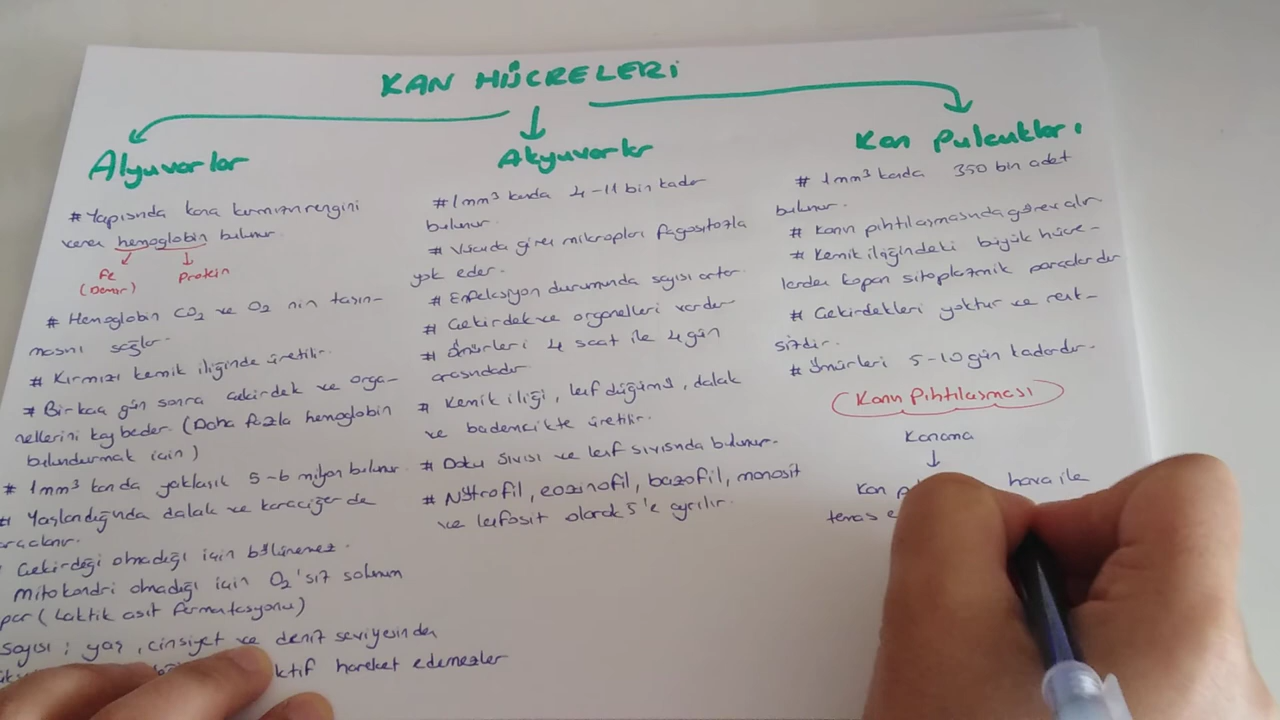 KAN HÜCRELERİ
Alyuvarlar
# Yapısında kana kırmızı rengini
veren hemoglobin bulunur.
Fe
(Demir)
Protein
# Hemoglobin CO2 ve O2 nin taşın-
masını sağlar.
# Kırmızı kemik iliğinde üretilir.
# Birkaç gün sonra çekirdek ve orga-
nellerini kaybeder. (Daha fazla hemoglobin
bulundurmak için)
# 1mm³ kanda yaklaşık 5-6 milyon bulunur
# Yaşlandığında dalak ve karaciğer de
Çekirdeği olmadığı için bölünemez.
mitokondri olmadığı için O2'siz solunum
(Laktik asit fermantasyonu)
sayısı; yaş, cinsiyet ve deniz seviyesinden
hareket edemezler
Akyuvarlar
# 1mm³ kanda 4-11 bin kadar
bulunur.
# Vücuda giren mikropları fagositozla
yok eder.
# Enfeksiyon durumunda sayısı artar.
# Çekirdek ve organelleri vardır
# Ömürleri 4 saat ile 4 gün
arasındadır
# Kemik iliği, lenf düğümü, dalak
ve bademcikte üretilir.
# Doku sıvısı ve lenf sıvısında bulunur.
# Nötrofil, eozinofil, bazofil, monosit
ve lenfosit olarak 5'e ayrılır.
Kan Pulcukları
# 1mm³ kanda 350 bin adet
bulunur.
# Kanın pıhtılaşmasında görev alır.
# Kemik iliğindeki büyük hücre-
lerden kopan sitoplazmik parçalardır
# Çekirdekleri yoktur ve renk-
sizdir.
# Ömürleri 5-10 gün kadardır.
Kanın Pıhtılaşması
Kanama
Kan hava ile
temas